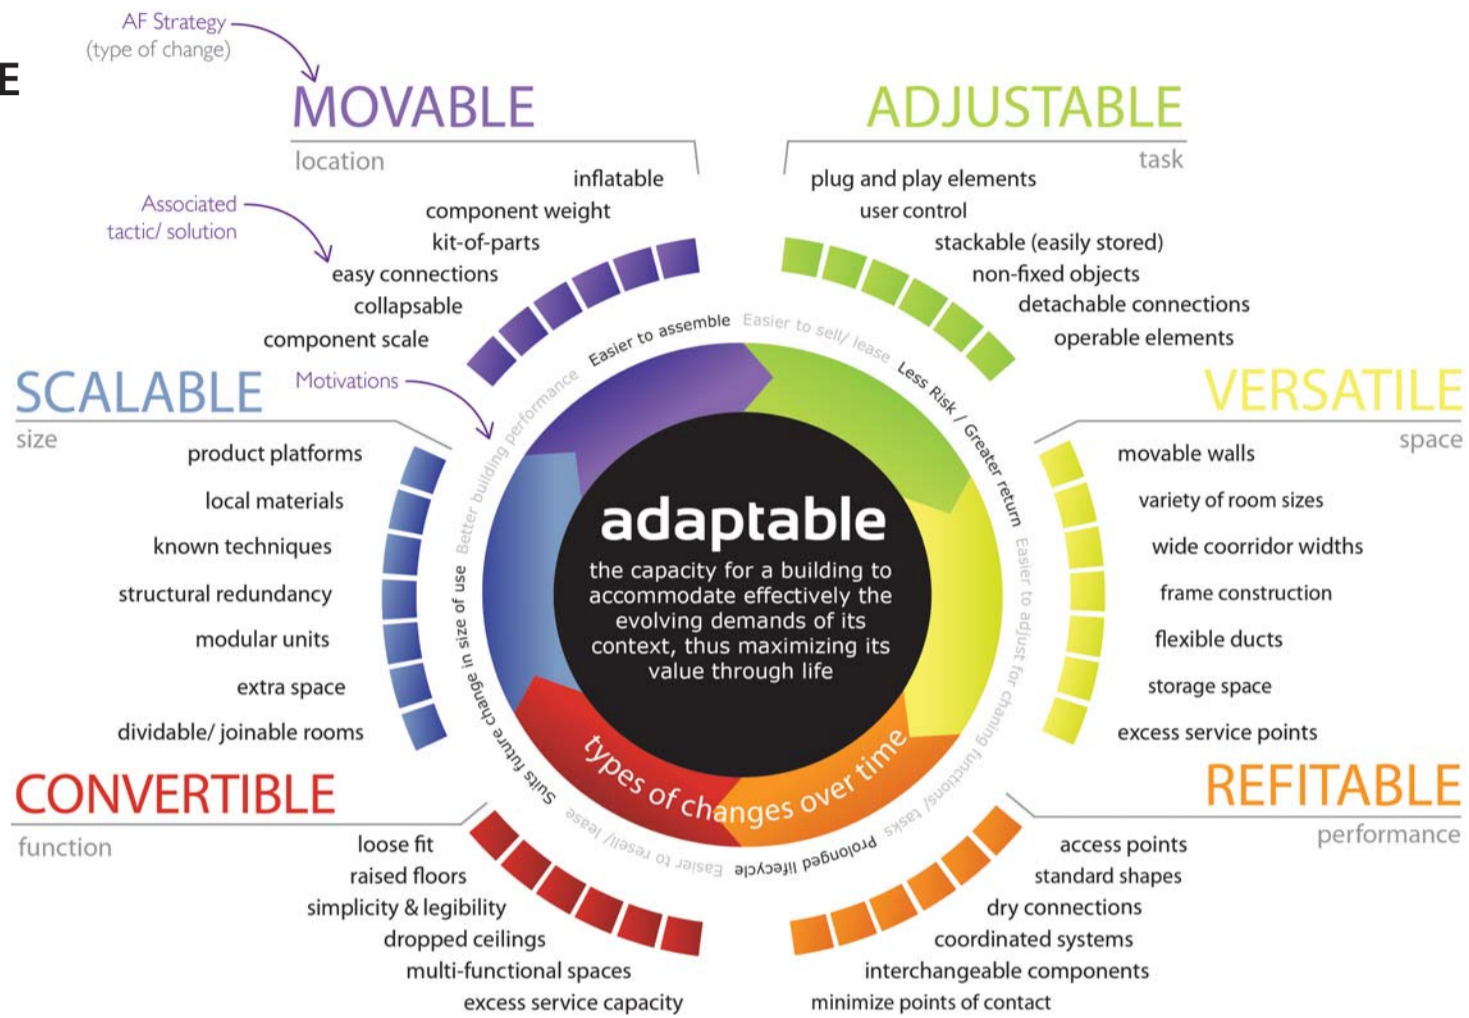 AF Strategy
(type of change)
E
MOVABLE
location
inflatable
component weight
kit-of-parts
easy connections
collapsable
component scale
Associated
tactic/ solution
Motivations
ADJUSTABLE
task
plug and play elements
user control
stackable (easily stored)
non-fixed objects
detachable connections
operable elements
SCALABLE
size
product platforms
local materials
known techniques
structural redundancy
modular units
extra space
dividable/ joinable rooms
VERSATILE
space
movable walls
variety of room sizes
wide coorridor widths
frame construction
flexible ducts
storage space
excess service points
Easier to assemble
Easier to sell/ lease
Less Risk / Greater return
Easier to adjust for chaning functions/ tasks
Prolonged lifecycle
Easier to resell/ lease
Suits future change in size of use
Better building performance
adaptable
the capacity for a building to
accommodate effectively the
evolving demands of its
context, thus maximizing its
value through life
types of changes over time
CONVERTIBLE
function
loose fit
raised floors
simplicity & legibility
dropped ceilings
multi-functional spaces
excess service capacity
REFITABLE
performance
access points
standard shapes
dry connections
coordinated systems
interchangeable components
minimize points of contact